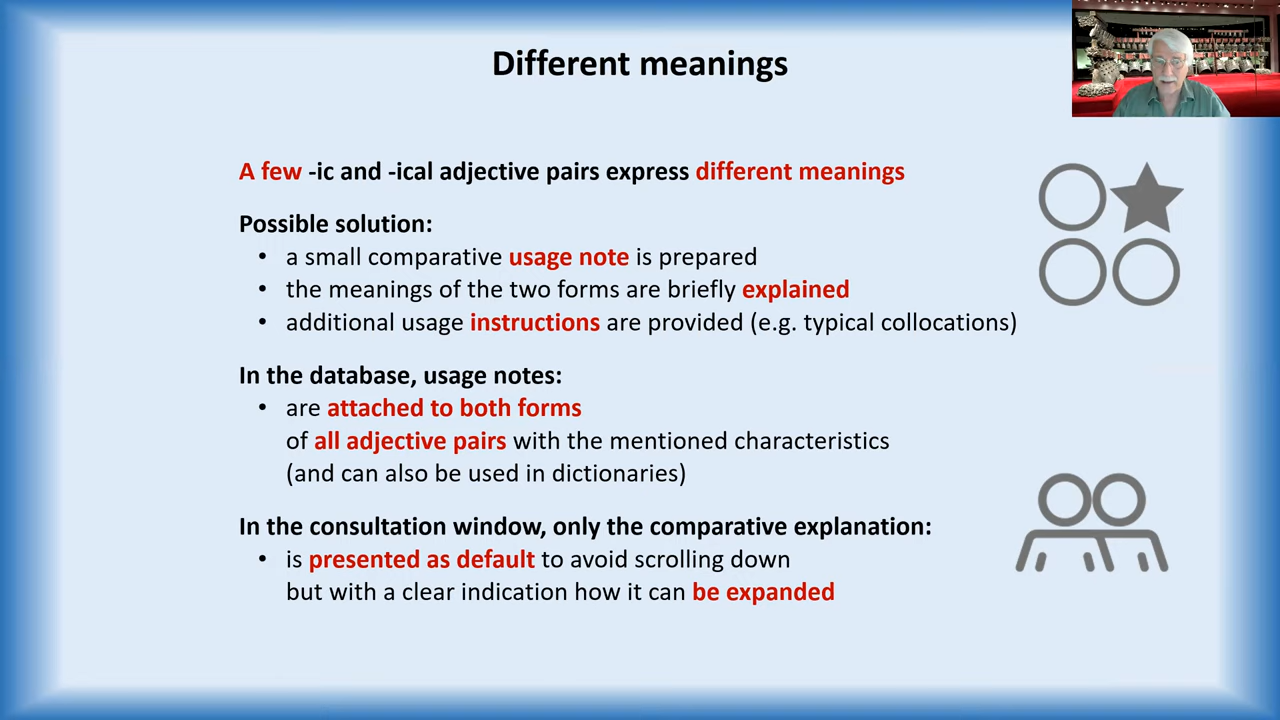 Different meanings
A few -ic and -ical adjective pairs express different meanings
Possible solution:
• a small comparative usage note is prepared
• the meanings of the two forms are briefly explained
• additional usage instructions are provided (e.g. typical collocations)
In the database, usage notes:
• are attached to both forms
of all adjective pairs with the mentioned characteristics
(and can also be used in dictionaries)
In the consultation window, only the comparative explanation:
• is presented as default to avoid scrolling down
but with a clear indication how it can be expanded